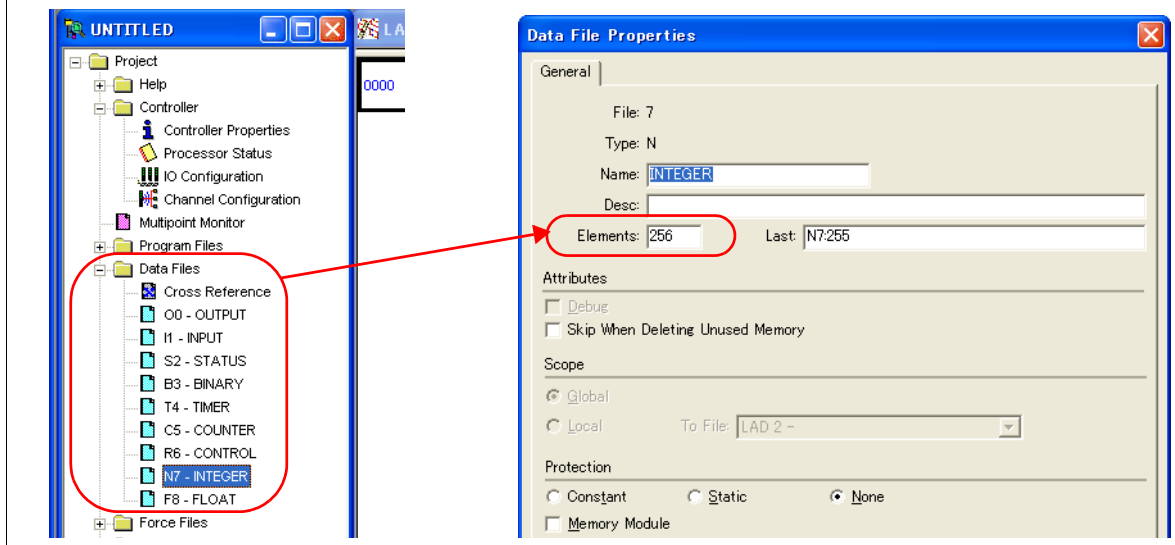 UNTITLED
LA
Project
Help
Controller
Controller Properties
Processor Status
IO Configuration
Channel Configuration
Multipoint Monitor
Program Files
Data Files
Cross Reference
O0 - OUTPUT
I1 - INPUT
S2 - STATUS
B3 - BINARY
T4 - TIMER
C5 - COUNTER
R6 - CONTROL
N7 - INTEGER
F8 - FLOAT
Force Files
0000
Data File Properties
General
File: 7
Type: N
Name: INTEGER
Desc:
Elements: 256 Last: N7:255
Attributes
Debug
Skip When Deleting Unused Memory
Scope
Global
Local To File: LAD 2 -
Protection
Constant Static None
Memory Module